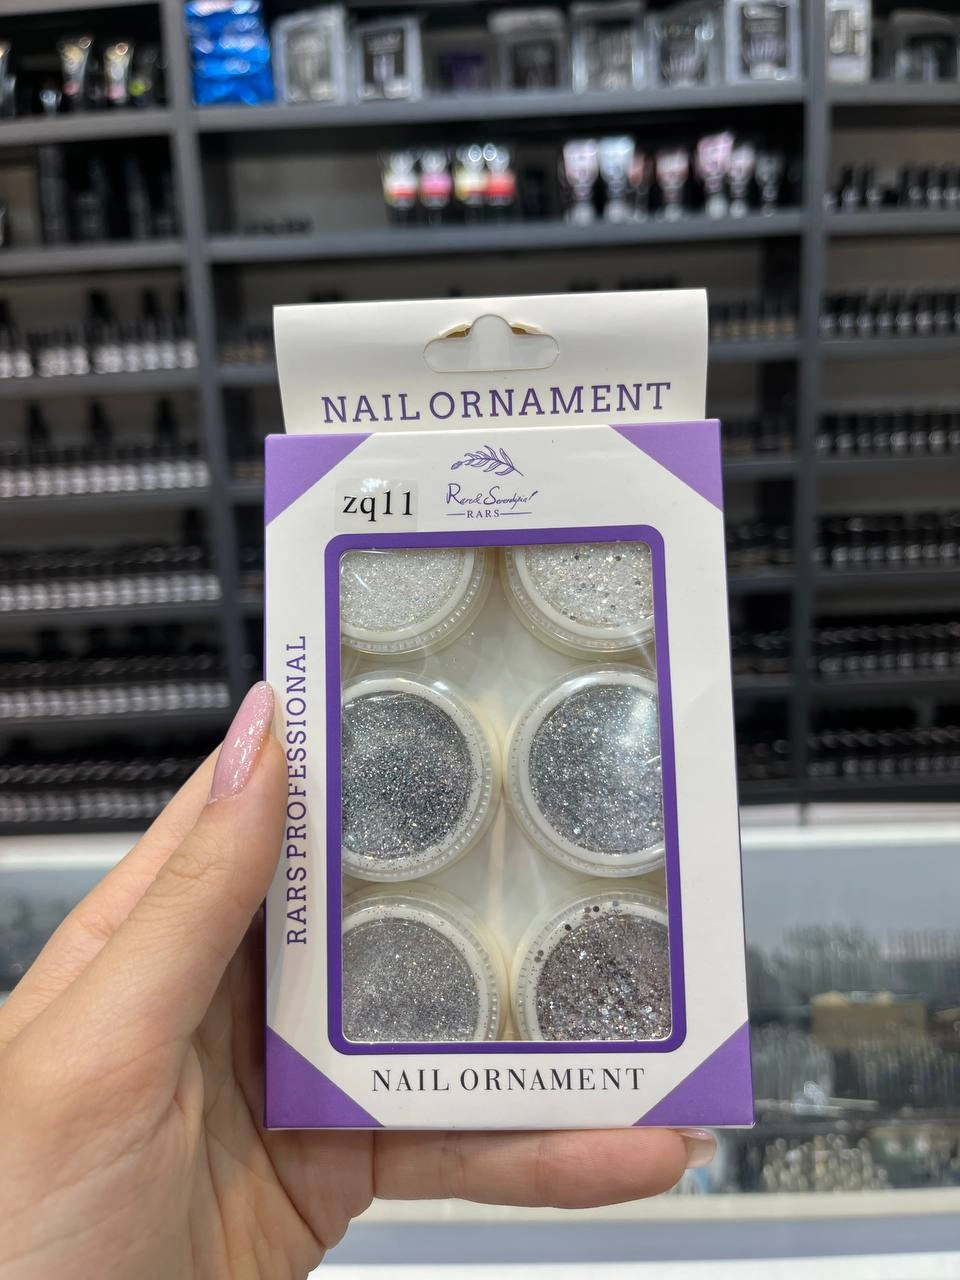 NAIL ORNAMENT
zq11
RARS
RARS PROFESSIONAL
NAIL ORNAMENT